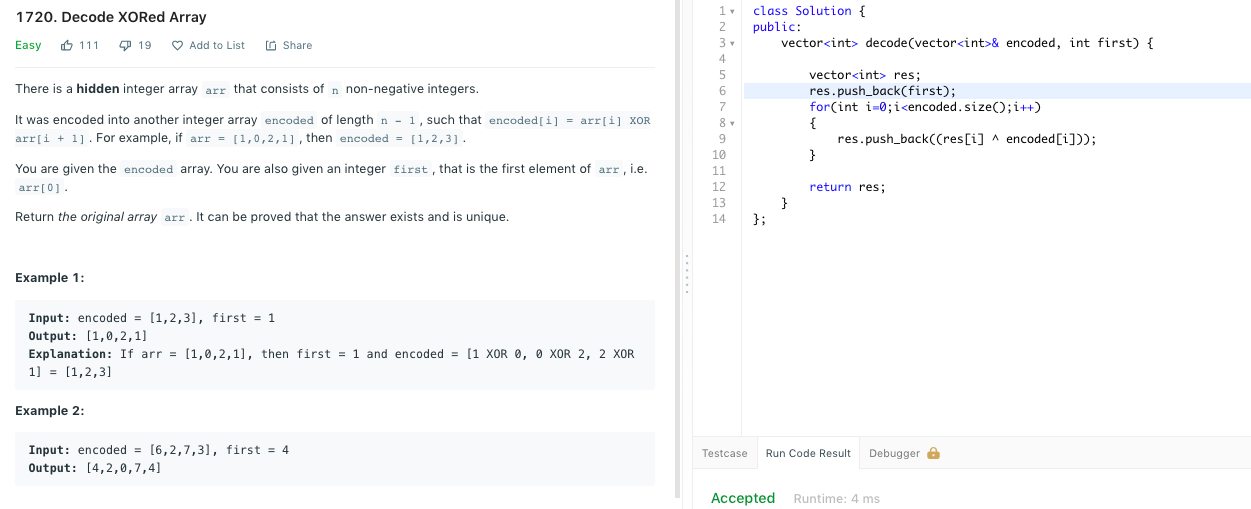 1720. Decode XORed Array
Easy 111 19 Add to List Share
There is a hidden integer array arr that consists of n non-negative integers.
It was encoded into another integer array encoded of length n - 1, such that encoded[i] = arr[i] XOR
arr[i + 1]. For example, if arr = [1,0,2,1], then encoded = [1,2,3].
You are given the encoded array. You are also given an integer first, that is the first element of arr, i.e.
arr[0].
Return the original array arr. It can be proved that the answer exists and is unique.
Example 1:
Input: encoded = [1,2,3], first = 1
Output: [1,0,2,1]
Explanation: If arr = [1,0,2,1], then first = 1 and encoded = [1 XOR 0, 0 XOR 2, 2 XOR
1] = [1,2,3]
Example 2:
Input: encoded = [6,2,7,3], first = 4
Output: [4,2,0,7,4]
1 class Solution {
2 public:
3     vector<int> decode(vector<int>& encoded, int first) {
4
5         vector<int> res;
6         res.push_back(first);
7         for(int i=0;i<encoded.size();i++)
8         {
9             res.push_back((res[i] ^ encoded[i]));
10         }
11
12         return res;
13     }
14 };
Testcase Run Code Result Debugger
Accepted Runtime: 4 ms